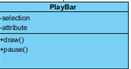 PlayBar
-selection
-attribute
+draw()
+pause()